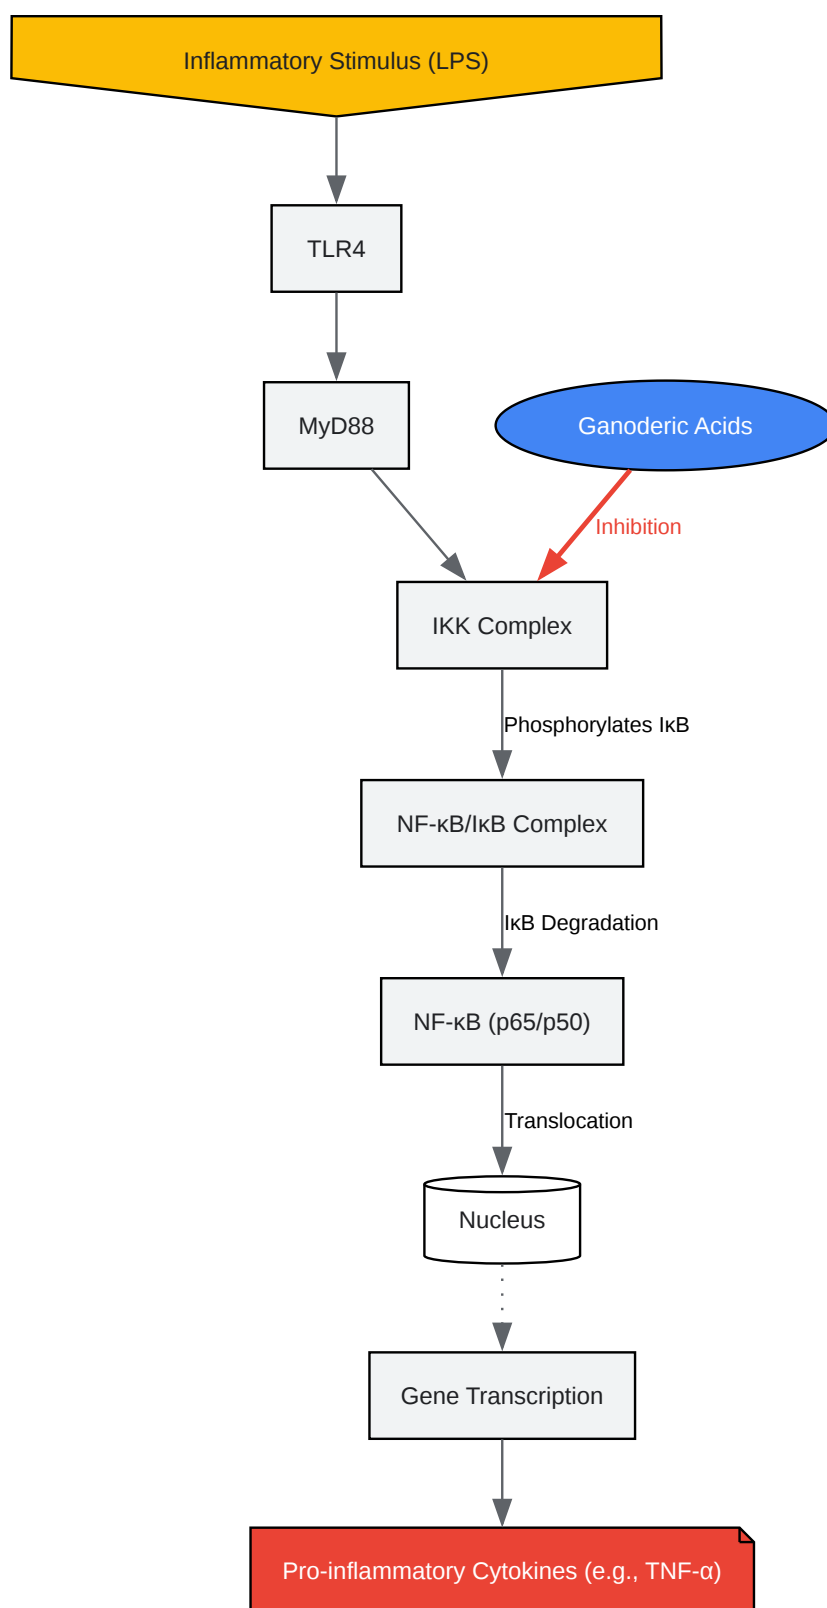 Inflammatory Stimulus (LPS)
TLR4
MyD88
Ganoderic Acids
Inhibition
IKK Complex
Phosphorylates IκB
NF-κB/IκB Complex
IκB Degradation
NF-κB (p65/p50)
Translocation
Nucleus
Gene Transcription
Pro-inflammatory Cytokines (e.g., TNF-α)